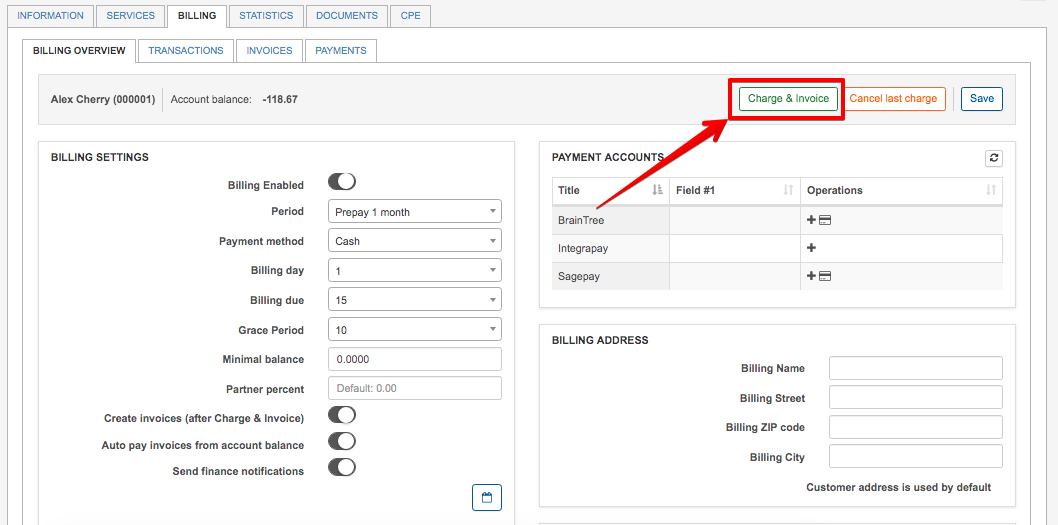 INFORMATION SERVICES BILLING STATISTICS DOCUMENTS CPE
BILLING OVERVIEW TRANSACTIONS INVOICES PAYMENTS
Alex Cherry (000001) Account balance: -118.67 Charge & Invoice Cancel last charge Save
BILLING SETTINGS
Billing Enabled
Period Prepay 1 month
Payment method Cash
Billing day 1
Billing due 15
Grace Period 10
Minimal balance 0.0000
Partner percent Default: 0.00
Create invoices (after Charge & Invoice)
Auto pay invoices from account balance
Send finance notifications
PAYMENT ACCOUNTS
Title Field #1 Operations
BrainTree
Integrapay
Sagepay
BILLING ADDRESS
Billing Name
Billing Street
Billing ZIP code
Billing City
Customer address is used by default